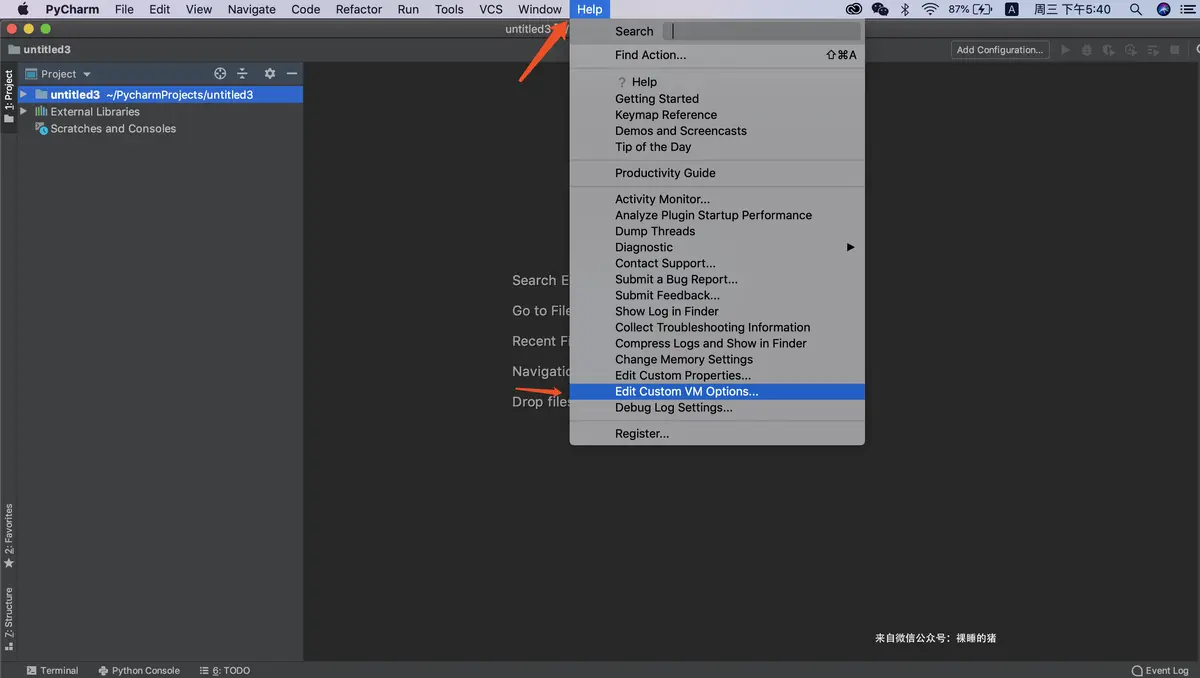 PyCharm File Edit View Navigate Code Refactor Run Tools VCS Window Help 87% A 周三 下午5:40
untitled3
untitled3
Add Configuration...
Project
1: Project
untitled3 ~/PycharmProjects/untitled3
External Libraries
Scratches and Consoles
Search E
Go to File
Recent Fi
Navigatio
Drop files
Search
Find Action... ⇧⌘A
? Help
Getting Started
Keymap Reference
Demos and Screencasts
Tip of the Day
Productivity Guide
Activity Monitor...
Analyze Plugin Startup Performance
Dump Threads
Diagnostic
Contact Support...
Submit a Bug Report...
Submit Feedback...
Show Log in Finder
Collect Troubleshooting Information
Compress Logs and Show in Finder
Change Memory Settings
Edit Custom Properties...
Edit Custom VM Options...
Debug Log Settings...
Register...
2: Favorites
7: Structure
来自微信公众号：裸睡的猪
Terminal Python Console 6: TODO Event Log